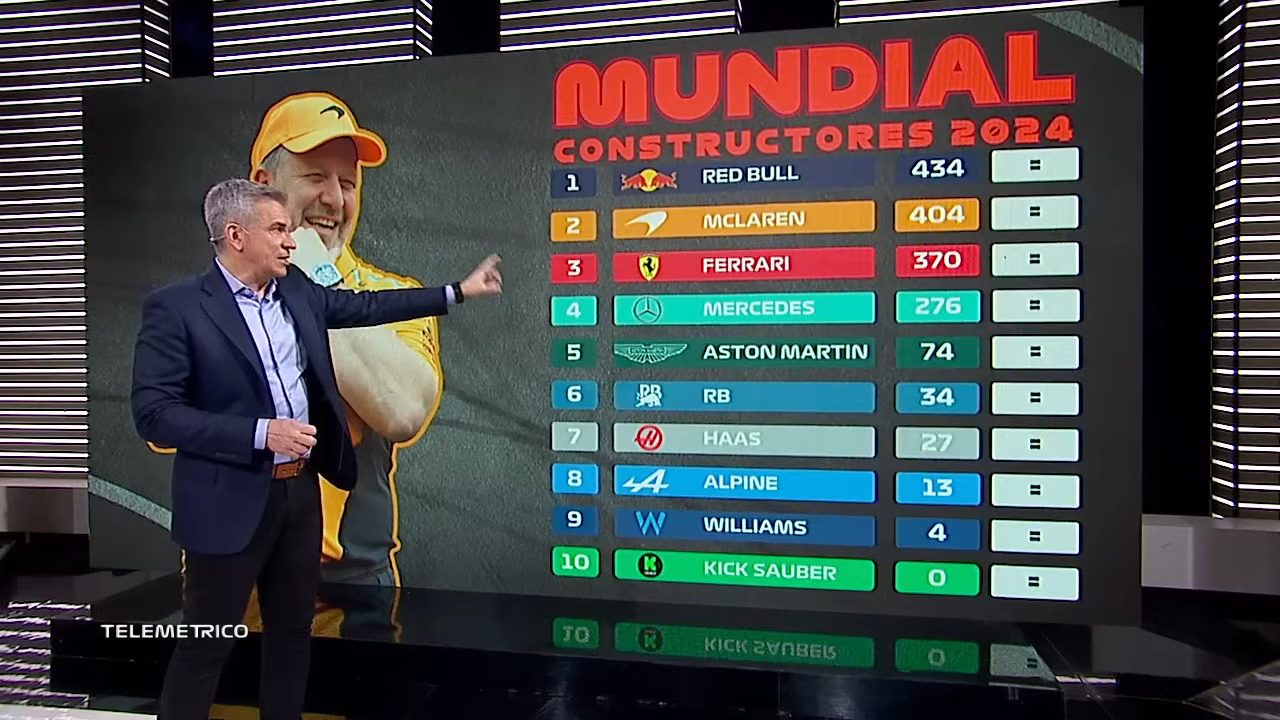 MUNDIAL
CONSTRUCTORES 2024
1 RED BULL 434 =
2 MCLAREN 404 =
3 FERRARI 370 =
4 MERCEDES 276 =
5 ASTON MARTIN 74 =
6 RB 34 =
7 HAAS 27 =
8 ALPINE 13 =
9 WILLIAMS 4 =
10 KICK SAUBER 0 =
TELEMETRICO